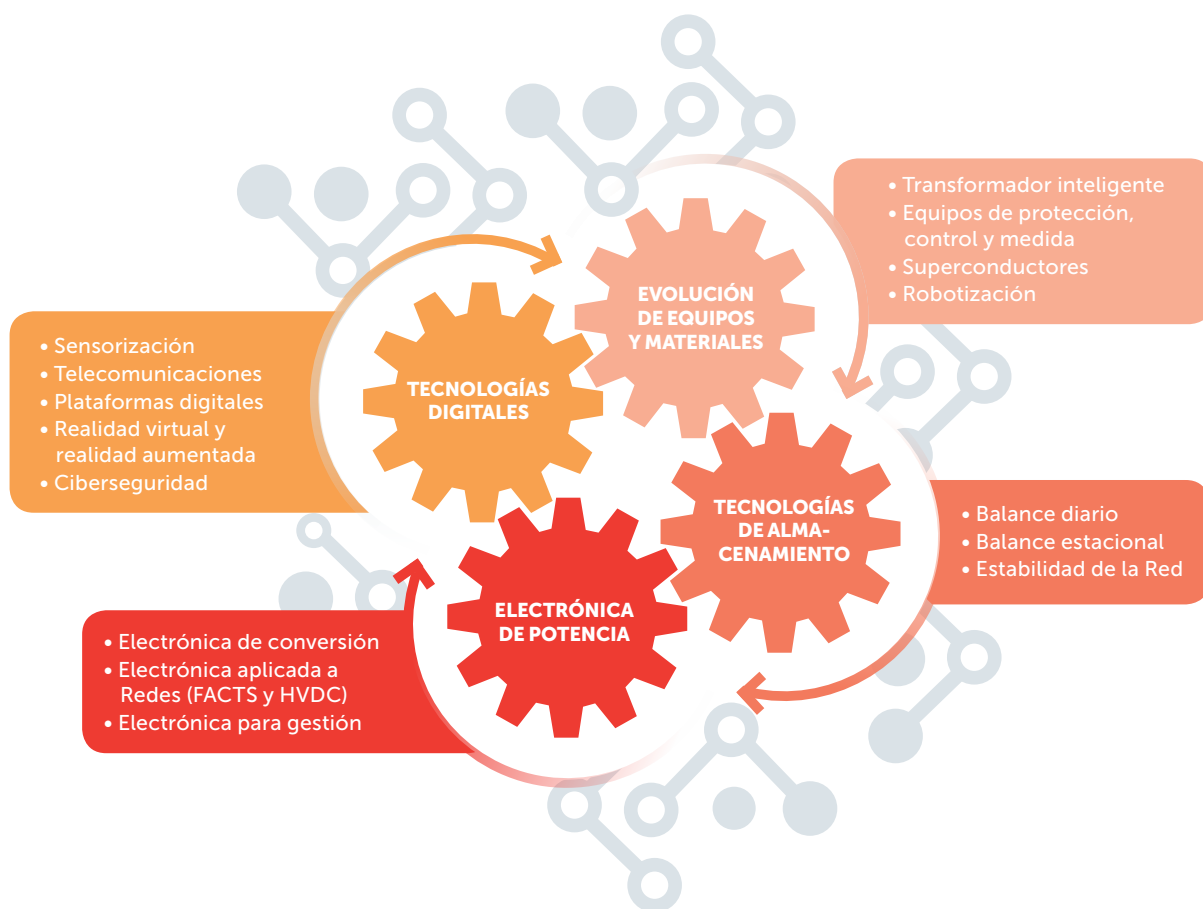 • Transformador inteligente
• Equipos de protección,
control y medida
• Superconductores
• Robotización
EVOLUCIÓN
DE EQUIPOS
Y MATERIALES
• Sensorización
• Telecomunicaciones
• Plataformas digitales
• Realidad virtual y
realidad aumentada
• Ciberseguridad
TECNOLOGÍAS
DIGITALES
TECNOLOGÍAS
DE ALMA-
CENAMIENTO
• Balance diario
• Balance estacional
• Estabilidad de la Red
ELECTRÓNICA
DE POTENCIA
• Electrónica de conversión
• Electrónica aplicada a
Redes (FACTS y HVDC)
• Electrónica para gestión